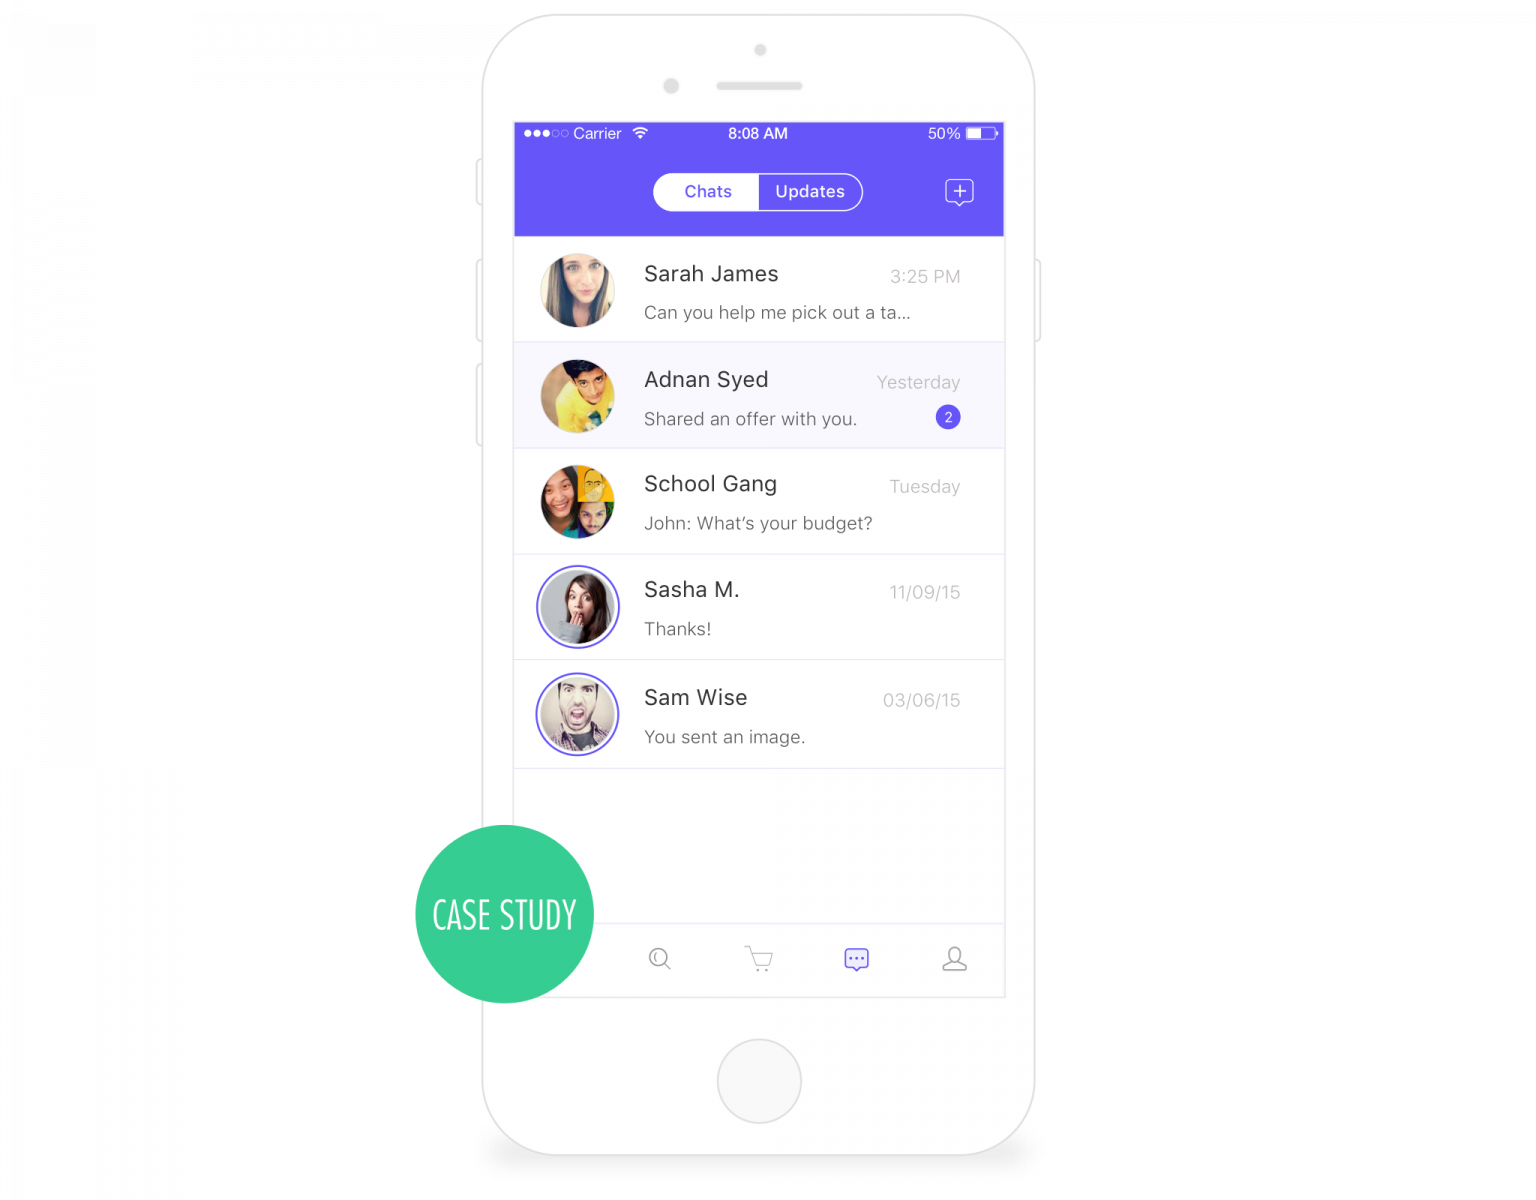 Carrier 8:08 AM 50%
Chats Updates
Sarah James 3:25 PM
Can you help me pick out a ta...
Adnan Syed Yesterday
Shared an offer with you. 2
School Gang Tuesday
John: What’s your budget?
Sasha M. 11/09/15
Thanks!
Sam Wise 03/06/15
You sent an image.
CASE STUDY